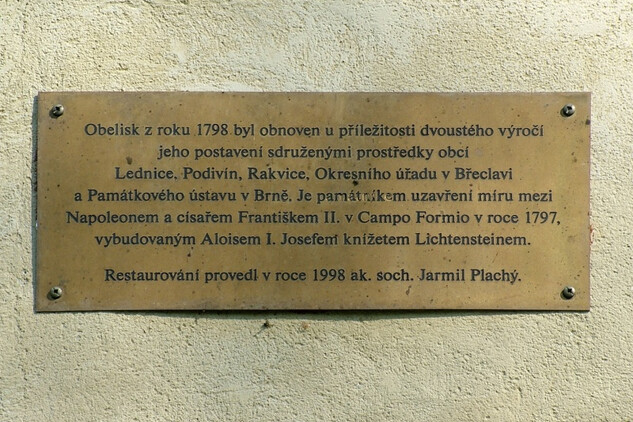 Obelisk z roku 1798 byl obnoven u příležitosti dvoustého výročí
jeho postavení sdruženými prostředky obcí
Lednice, Podivín, Rakvice, Okresního úřadu v Břeclavi
a Památkového ústavu v Brně. Je památníkem uzavření míru mezi
Napoleonem a císařem Františkem II. v Campo Formio v roce 1797,
vybudovaným Aloisem I. Josefem knížetem Lichtensteinem.
Restaurování provedl v roce 1998 ak. soch. Jarmil Plachý.